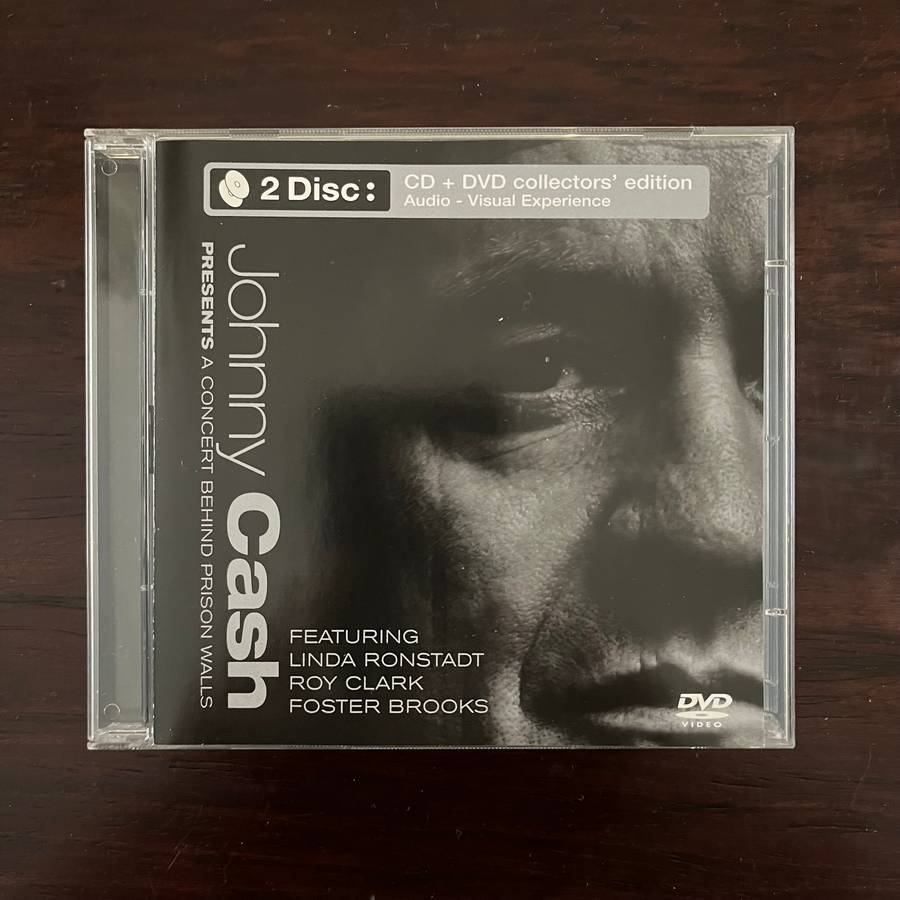 2 Disc:
CD + DVD collectors' edition
Audio - Visual Experience
Johnny Cash
PRESENTS A CONCERT BEHIND PRISON WALLS
FEATURING
LINDA RONSTADT
ROY CLARK
FOSTER BROOKS
DVD
VIDEO